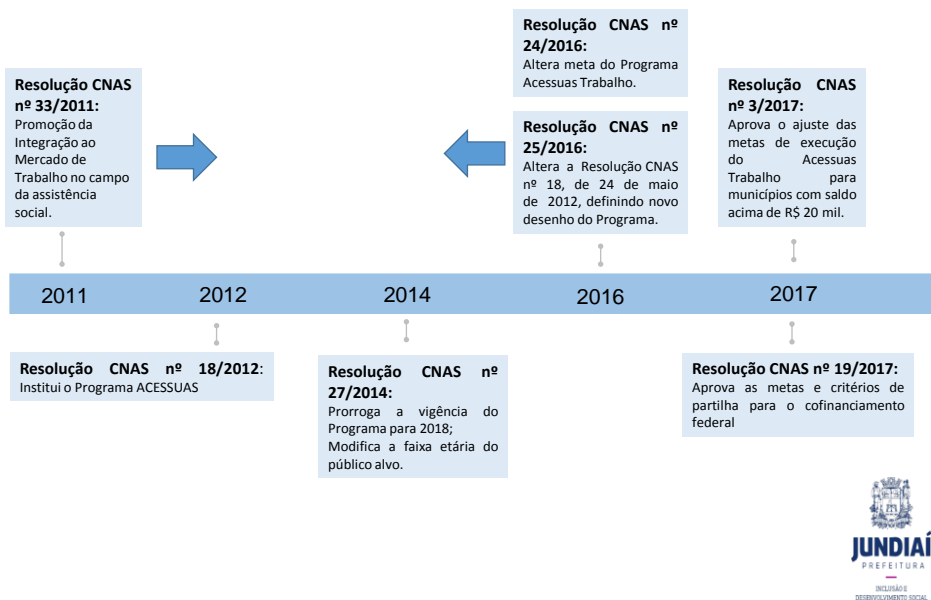 Resolução CNAS
nº 33/2011:
Promoção da
Integração ao
Mercado de
Trabalho no campo
da assistência
social.
Resolução CNAS nº
24/2016:
Altera meta do Programa
Acessuas Trabalho.
Resolução CNAS nº
25/2016:
Altera a Resolução CNAS
nº 18, de 24 de maio
de 2012, definindo novo
desenho do Programa.
Resolução CNAS
nº 3/2017:
Aprova o ajuste das
metas de execução
do Acessuas
Trabalho para
municípios com saldo
acima de R$ 20 mil.
2011 2012 2014 2016 2017
Resolução CNAS nº 18/2012:
Institui o Programa ACESSUAS
Resolução CNAS nº
27/2014:
Prorroga a vigência do
Programa para 2018;
Modifica a faixa etária do
público alvo.
Resolução CNAS nº 19/2017:
Aprova as metas e critérios de
partilha para o cofinanciamento
federal
JUNDIAÍ
PREFEITURA
INCLUSÃO E
DESENVOLVIMENTO SOCIAL